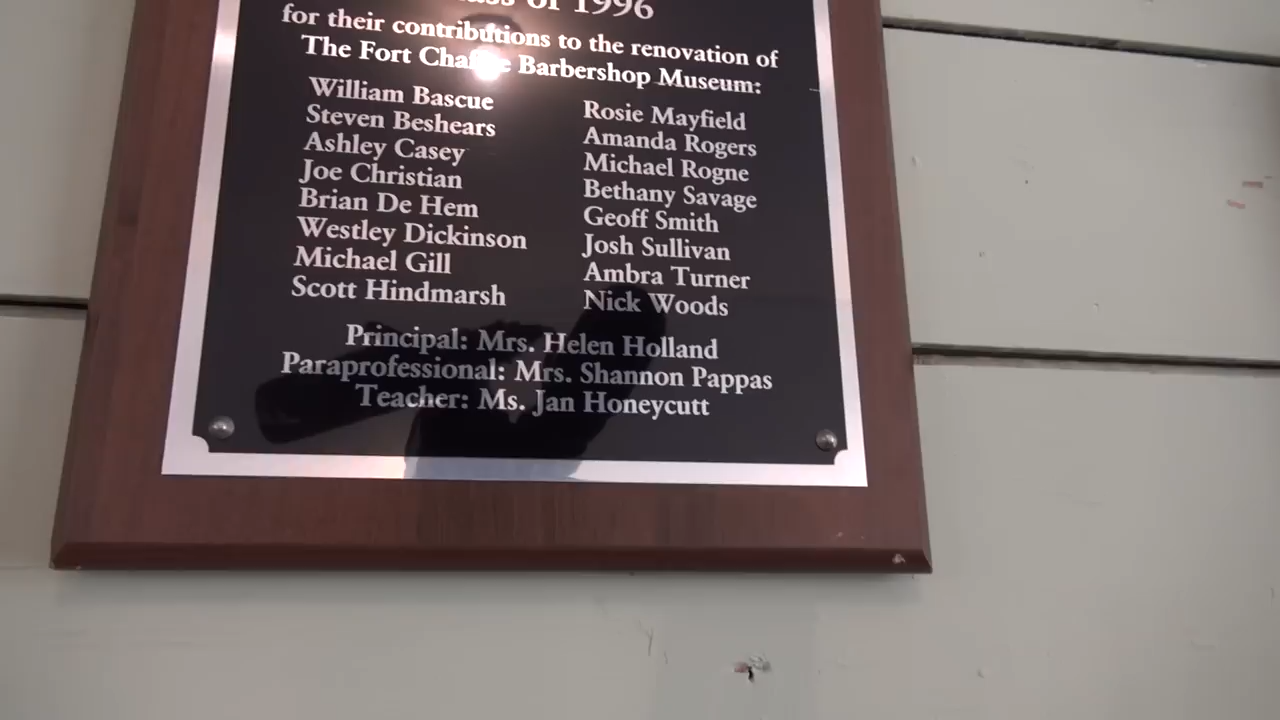 of 1996
for their contributions to the renovation of
The Fort Chaffee Barbershop Museum:
William Bascue
Steven Beshears
Ashley Casey
Joe Christian
Brian De Hem
Westley Dickinson
Michael Gill
Scott Hindmarsh
Rosie Mayfield
Amanda Rogers
Michael Rogne
Bethany Savage
Geoff Smith
Josh Sullivan
Ambra Turner
Nick Woods
Principal: Mrs. Helen Holland
Paraprofessional: Mrs. Shannon Pappas
Teacher: Ms. Jan Honeycutt